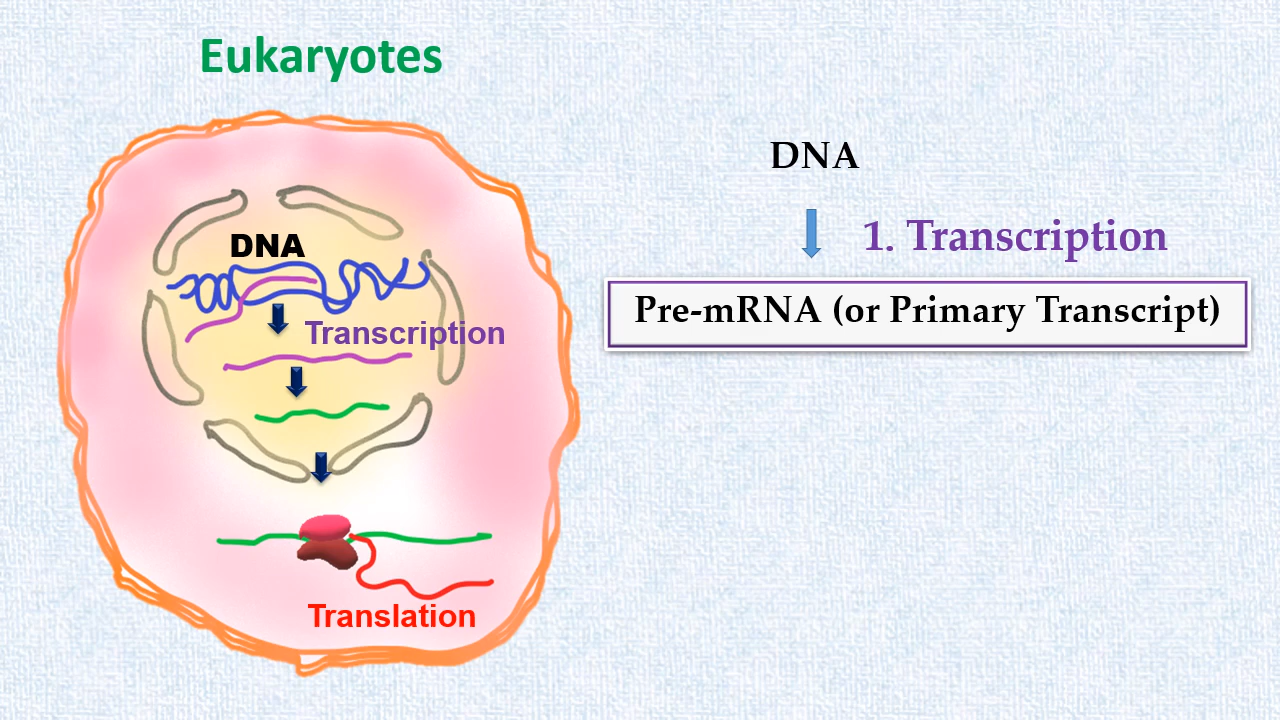 Eukaryotes
DNA
Transcription
Translation
DNA
1. Transcription
Pre-mRNA (or Primary Transcript)